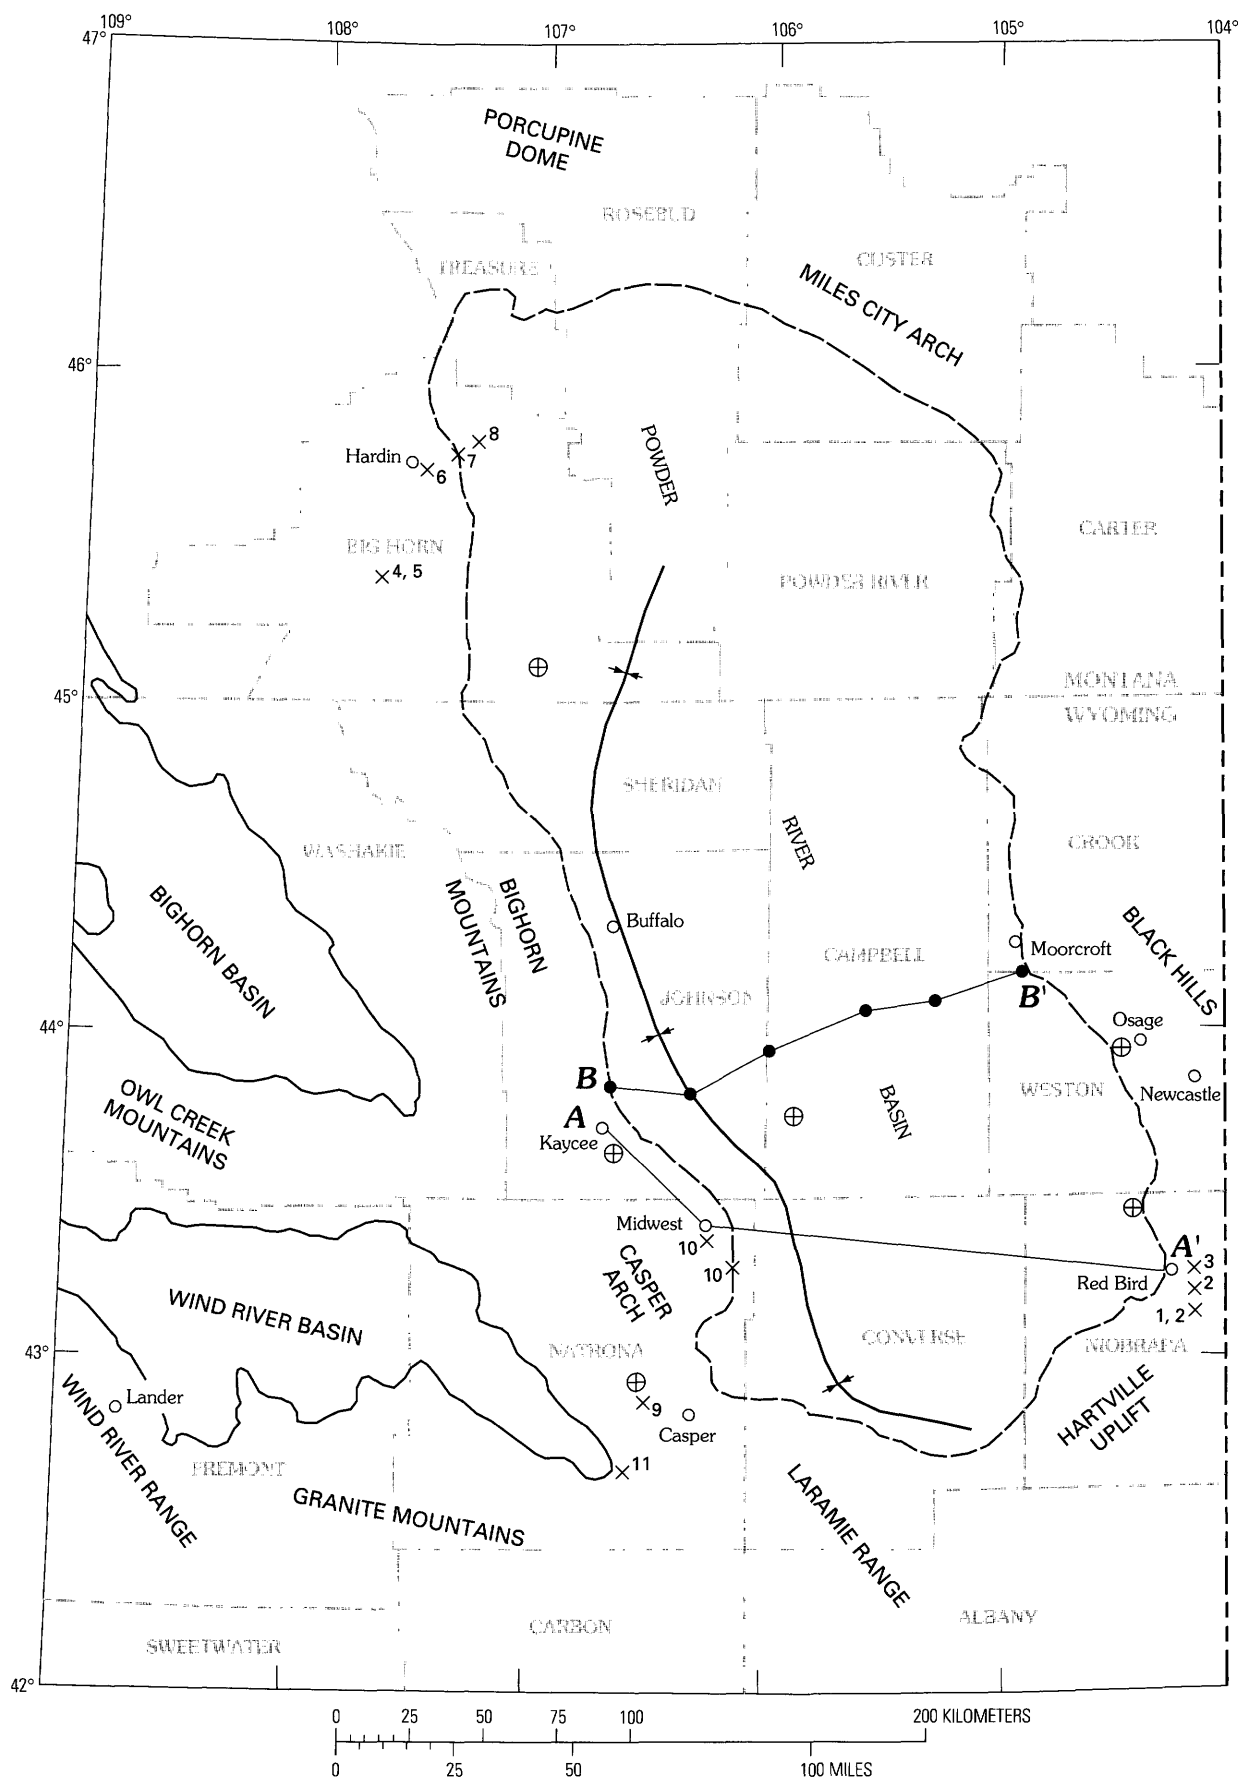 109°
108°
107°
106°
105°
104°
47°
PORCUPINE
DOME
ROSEBUD
TREASURE
CUSTER
MILES CITY ARCH
46°
POWDER
8
Hardin
7
6
CARTER
BIG HORN
4, 5
POWDER RIVER
MONTANA
45°
WYOMING
SHERIDAN
RIVER
CROOK
WASHAKIE
BIGHORN
MOUNTAINS
BIGHORN BASIN
Buffalo
BLACK HILLS
Moorcroft
CAMPBELL
JOHNSON
B'
44°
Osage
B
WESTON
Newcastle
OWL CREEK
MOUNTAINS
A
BASIN
Kaycee
Midwest
10
A'
3
10
CASPER
ARCH
Red Bird
2
1, 2
WIND RIVER BASIN
CONVERSE
NATRONA
NIOBRARA
43°
Lander
9
Casper
HARTVILLE
UPLIFT
WIND RIVER RANGE
FREMONT
11
GRANITE MOUNTAINS
LARAMIE RANGE
ALBANY
CARBON
SWEETWATER
42°
0 25 50 75 100 200 KILOMETERS
0 25 50 100 MILES